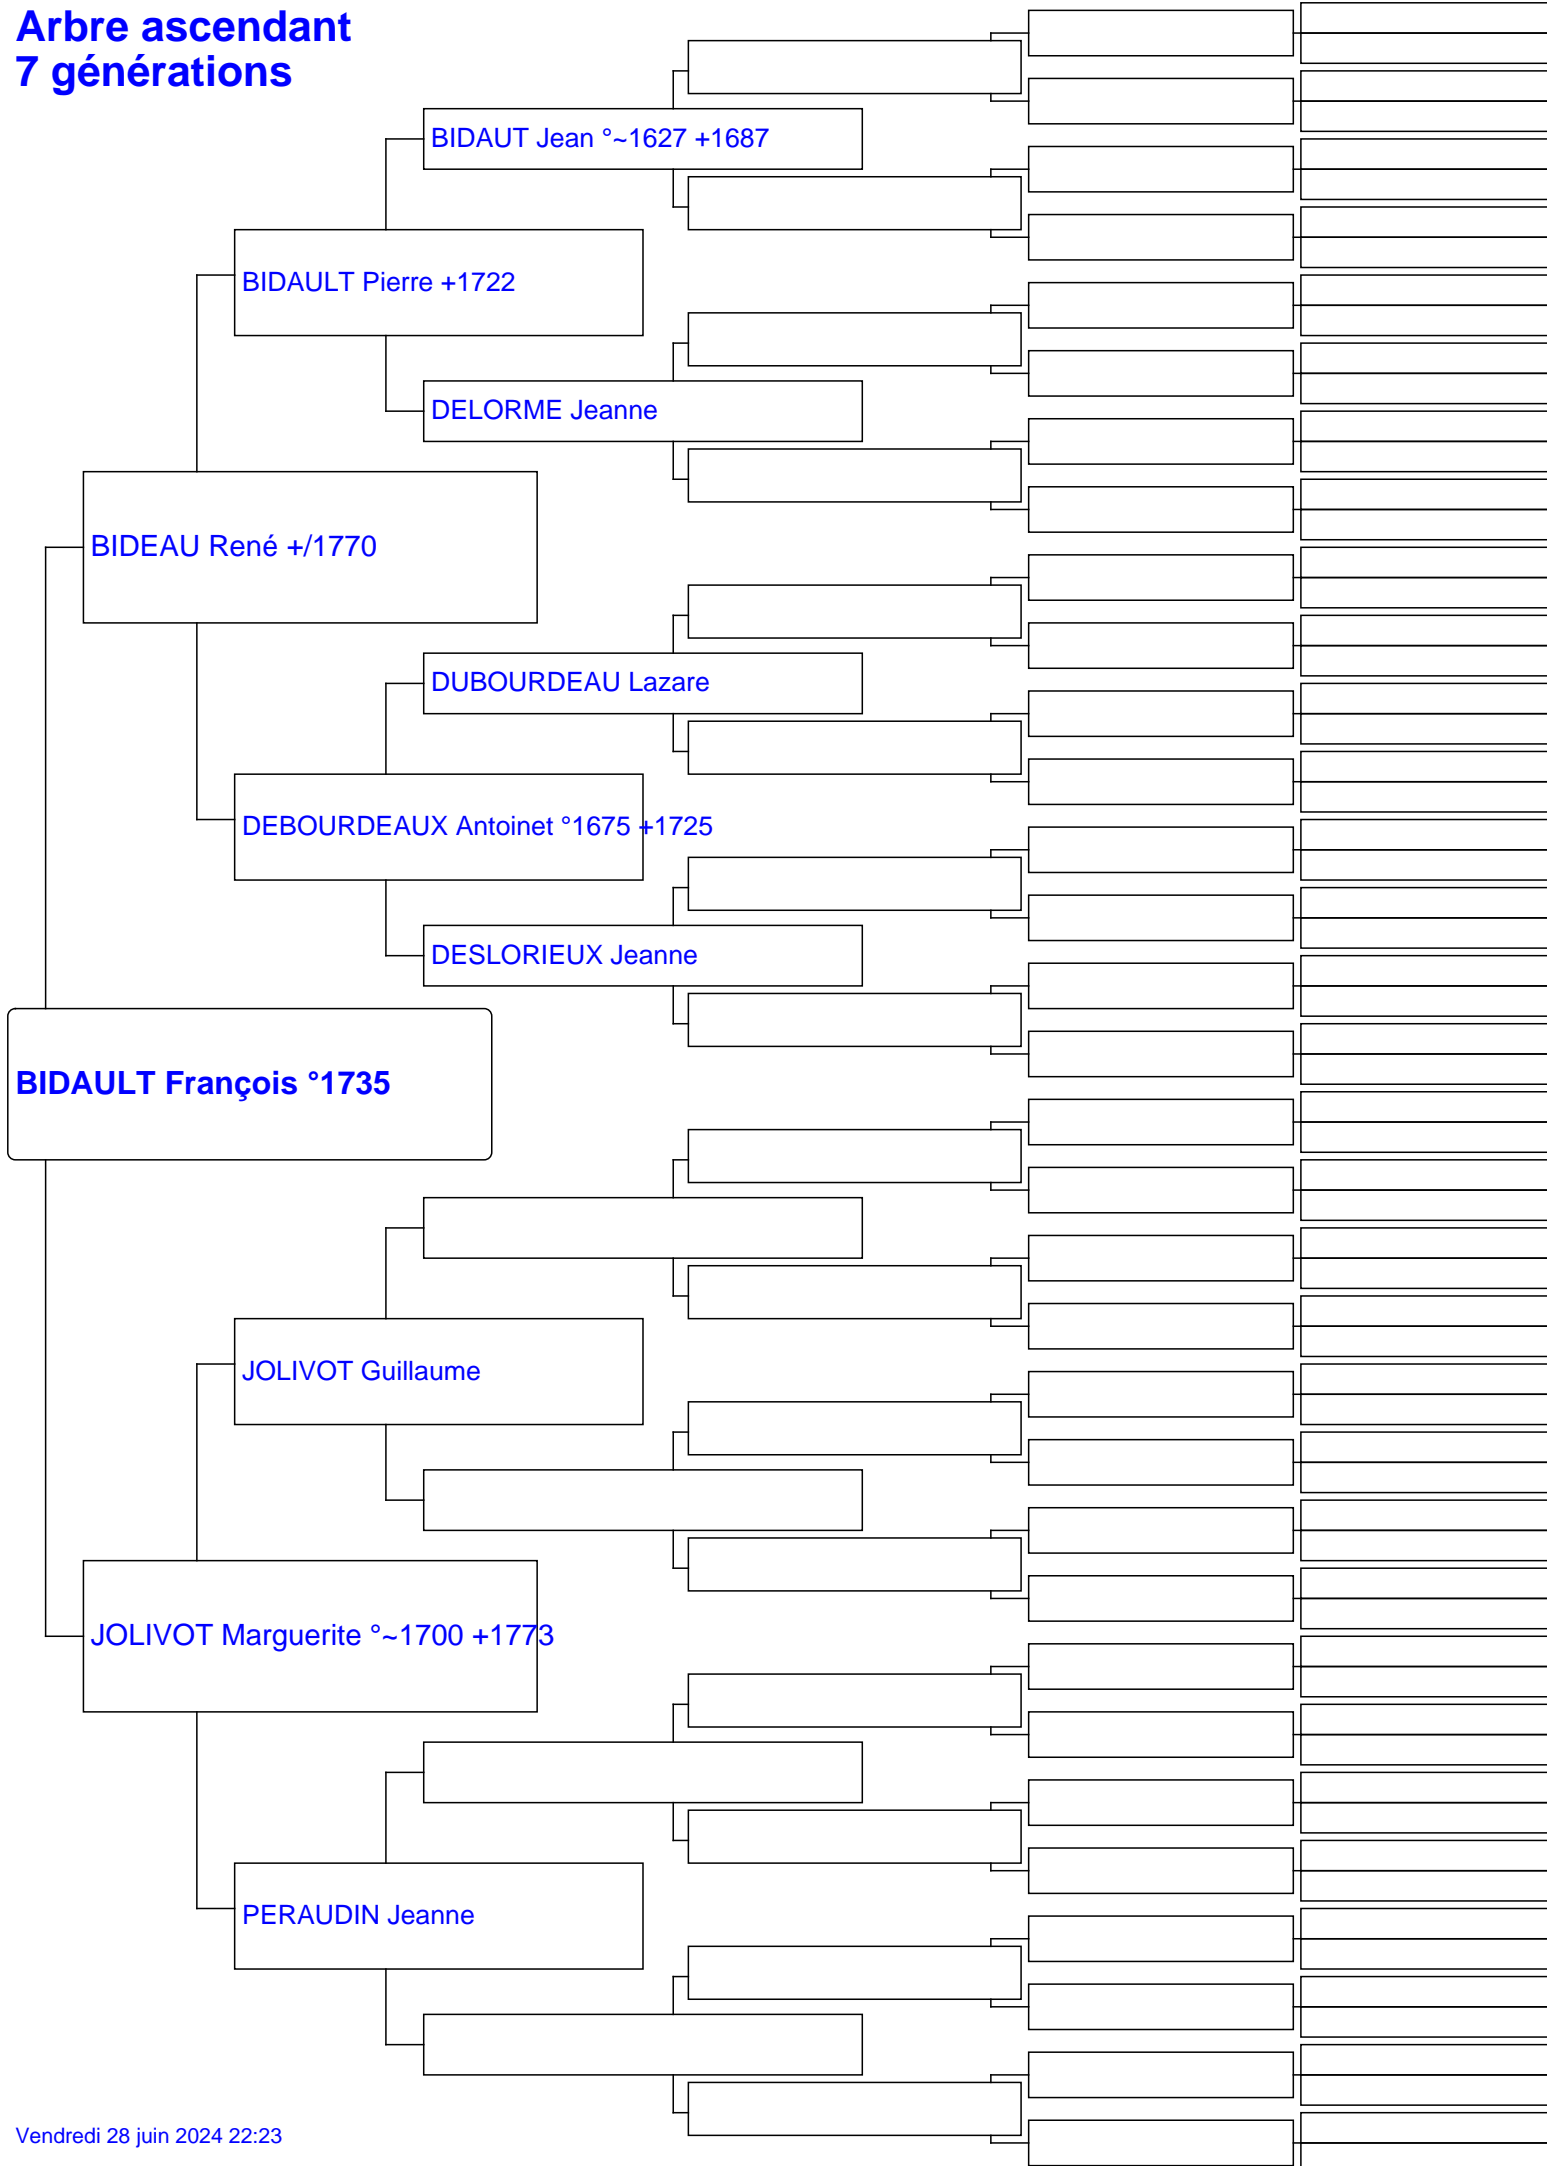 Arbre ascendant
7 générations
BIDAUT Jean °~1627 +1687
BIDAULT Pierre +1722
DELORME Jeanne
BIDEAU René +/1770
DUBOURDEAU Lazare
DEBOURDEAUX Antoinet °1675 +1725
DESLORIEUX Jeanne
BIDAULT François °1735
JOLIVOT Guillaume
JOLIVOT Marguerite °~1700 +1773
PERAUDIN Jeanne
Vendredi 28 juin 2024 22:23